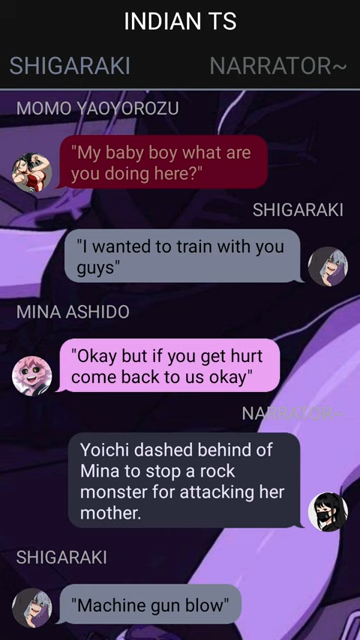 INDIAN TS
SHIGARAKI NARRATOR~
MOMO YAOYOROZU
"My baby boy what are
you doing here?"
SHIGARAKI
"I wanted to train with you
guys"
MINA ASHIDO
"Okay but if you get hurt
come back to us okay"
NARRATOR~
Yoichi dashed behind of
Mina to stop a rock
monster for attacking her
mother.
SHIGARAKI
"Machine gun blow"